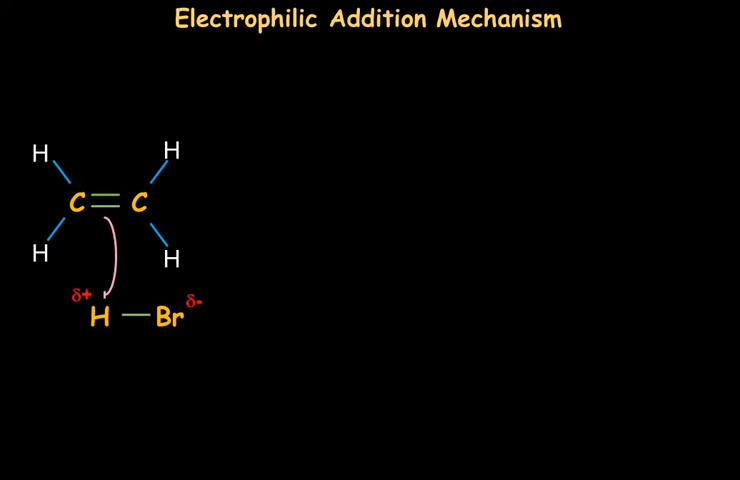 Electrophilic Addition Mechanism
H H
C C
H H
δ+ δ-
H Br